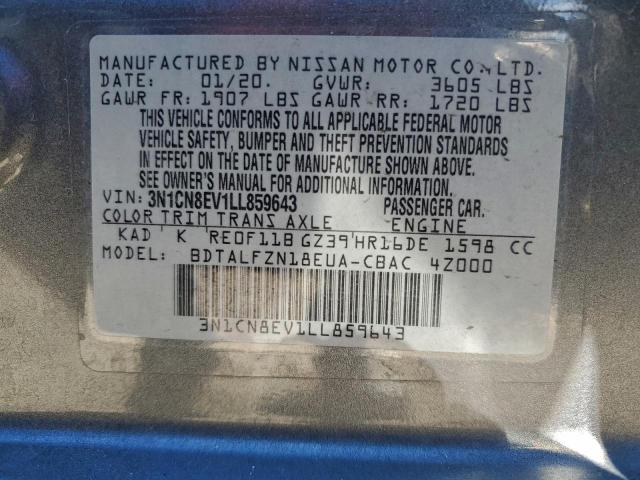 MANUFACTURED BY NISSAN MOTOR CO., LTD.
DATE: 01/20. GVWR: 3605 LBS
GAWR FR: 1907 LBS GAWR RR: 1720 LBS
THIS VEHICLE CONFORMS TO ALL APPLICABLE FEDERAL MOTOR
VEHICLE SAFETY, BUMPER AND THEFT PREVENTION STANDARDS
IN EFFECT ON THE DATE OF MANUFACTURE SHOWN ABOVE.
SEE OWNER'S MANUAL FOR ADDITIONAL INFORMATION.
VIN: 3N1CN8EV1LL859643 PASSENGER CAR.
COLOR TRIM TRANS AXLE ENGINE
KAD K RE0F11B GZ39 HR16DE 1598 CC
MODEL: BDTALFZN18EUA-CBAC 4Z000
3N1CN8EV1LL859643